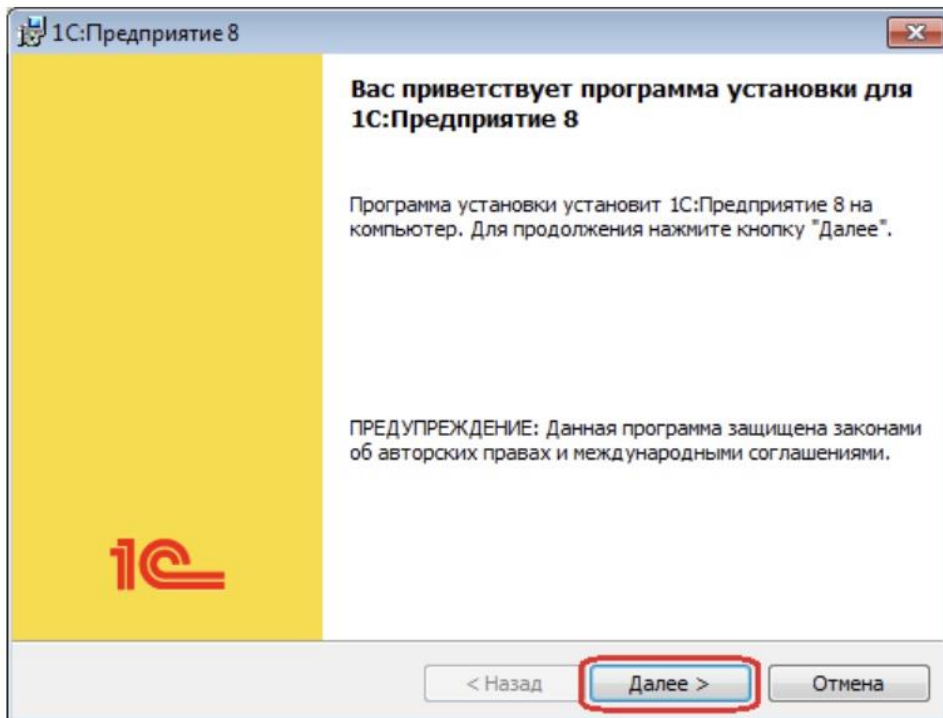 1С:Предприятие 8
Вас приветствует программа установки для
1С:Предприятие 8
Программа установки установит 1С:Предприятие 8 на
компьютер. Для продолжения нажмите кнопку "Далее".
ПРЕДУПРЕЖДЕНИЕ: Данная программа защищена законами
об авторских правах и международными соглашениями.
1С
< Назад Далее > Отмена